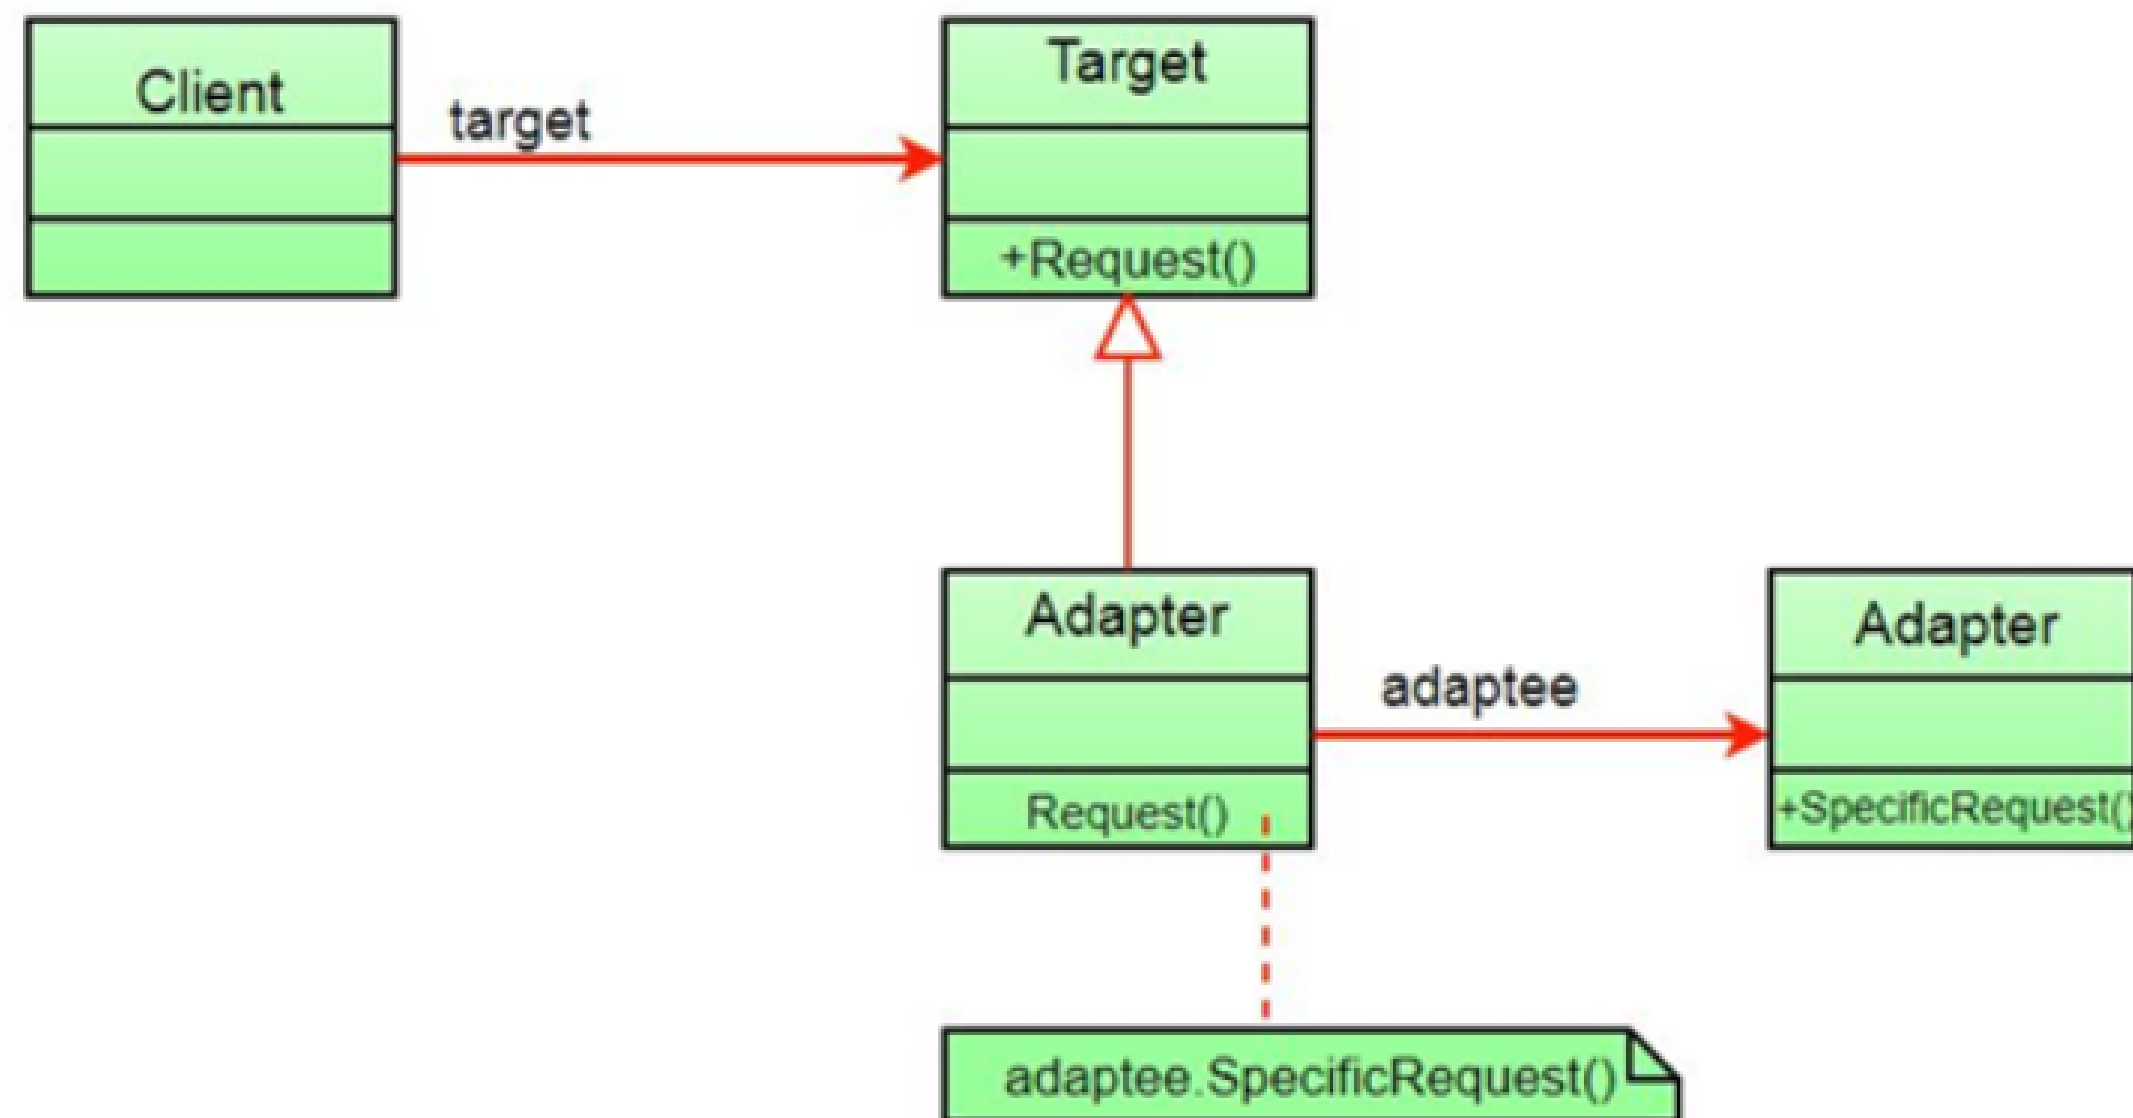 Client
target
Target
+Request()
Adapter
adaptee
Adapter
Request()
+SpecificRequest()
adaptee.SpecificRequest()